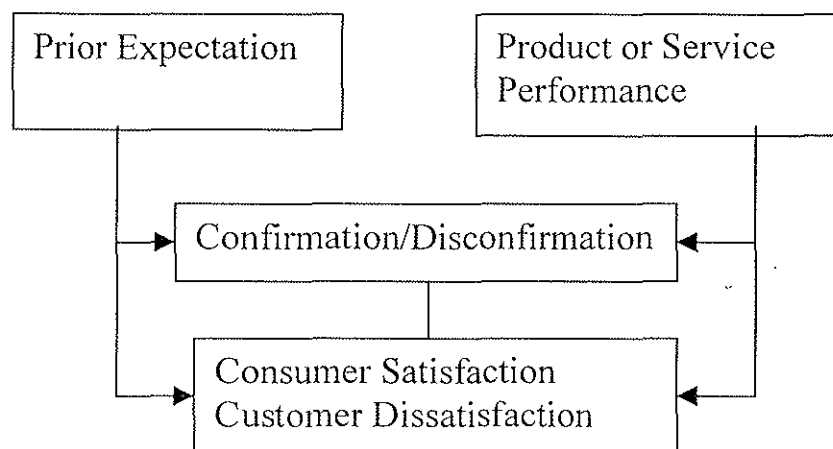 Prior Expectation
Product or Service
Performance
Confirmation/Disconfirmation
Consumer Satisfaction
Customer Dissatisfaction